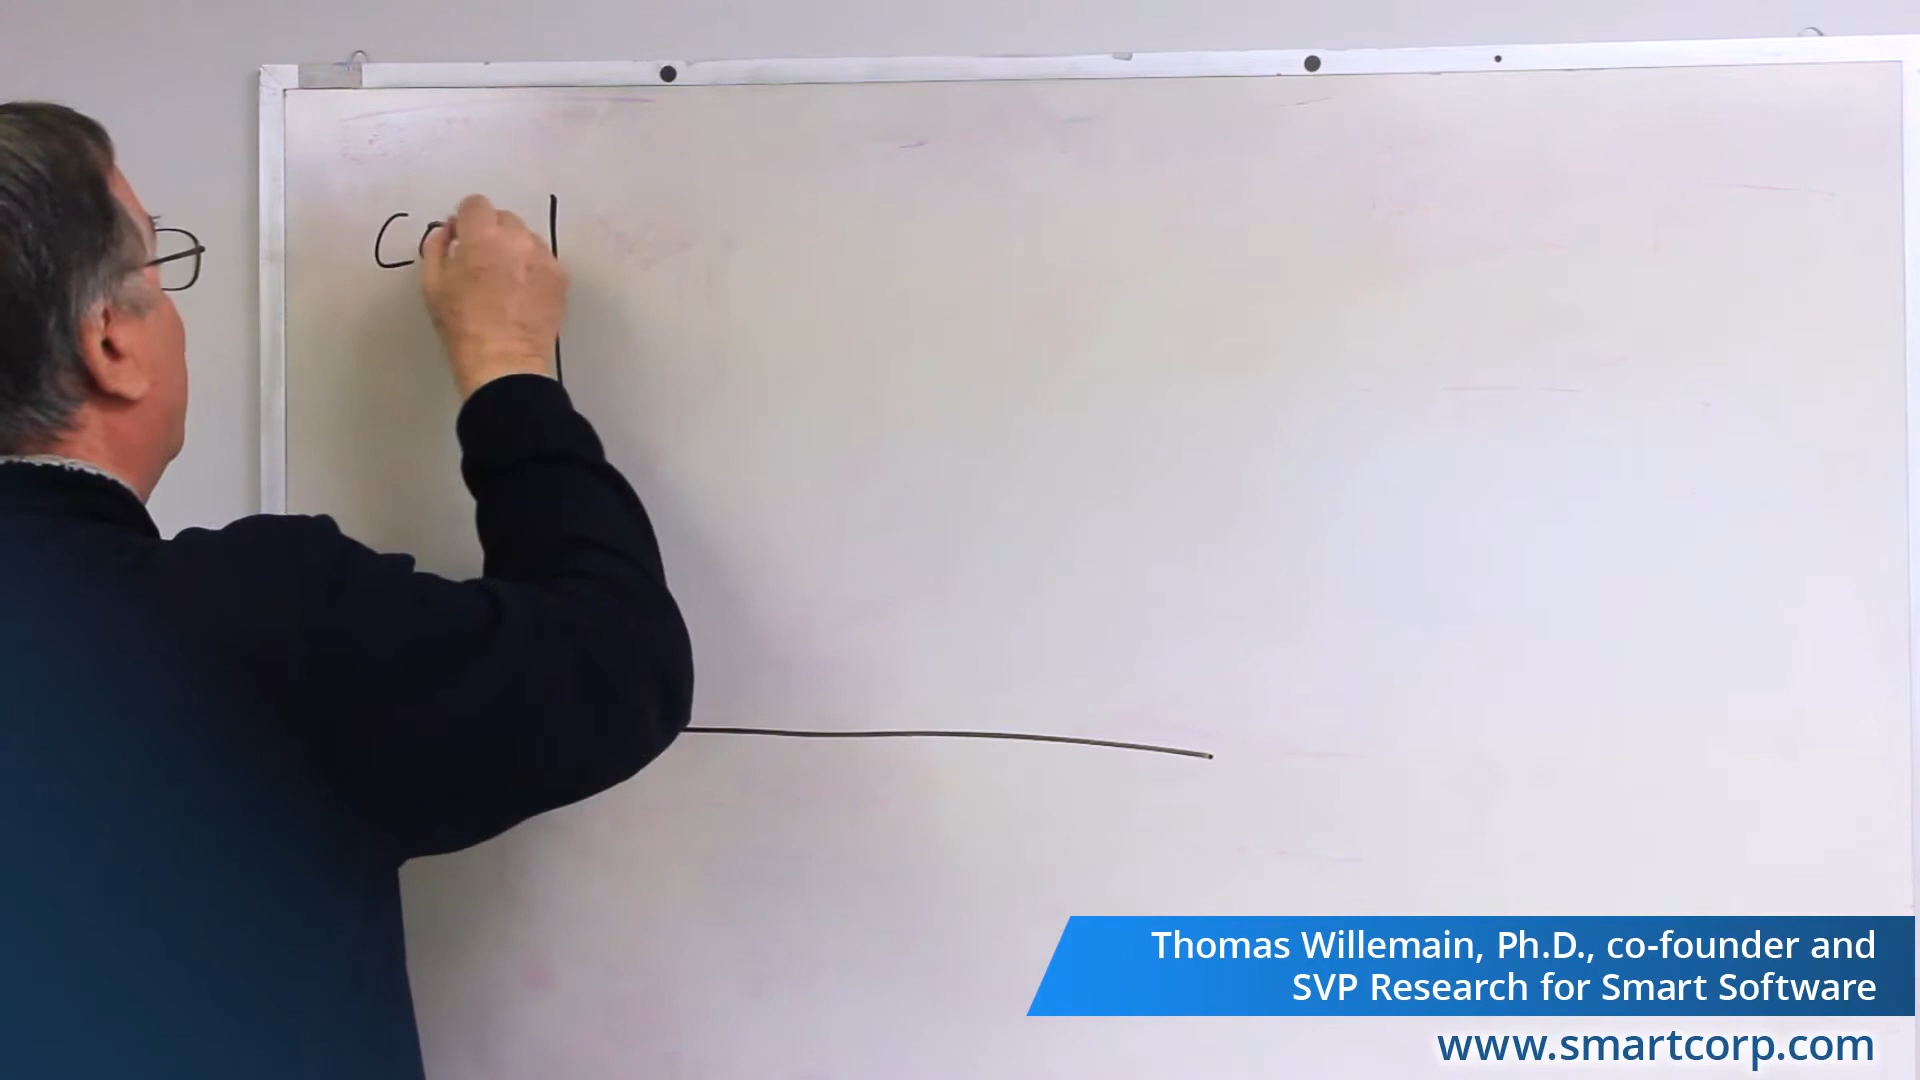 Co
Thomas Willemain, Ph.D., co-founder and
SVP Research for Smart Software
www.smartcorp.com